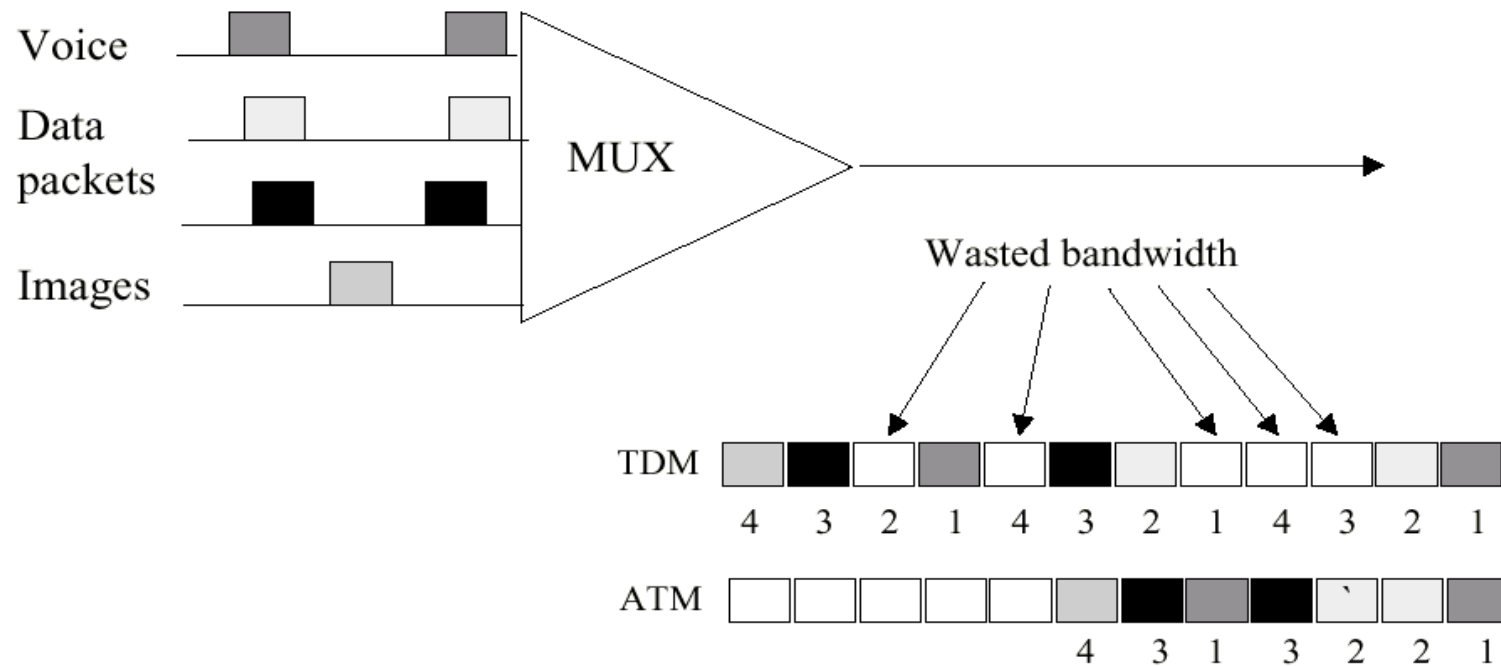 Voice
Data
packets
MUX
Images
Wasted bandwidth
TDM
4 3 2 1 4 3 2 1 4 3 2 1
ATM
`
4 3 1 3 2 2 1